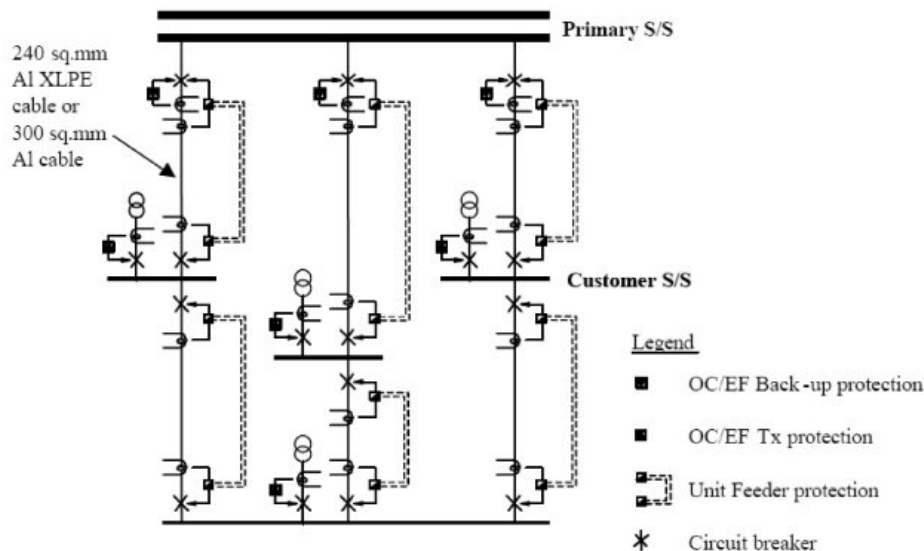 Primary S/S
240 sq.mm
Al XLPE
cable or
300 sq.mm
Al cable
Customer S/S
Legend
OC/EF Back-up protection
OC/EF Tx protection
Unit Feeder protection
Circuit breaker